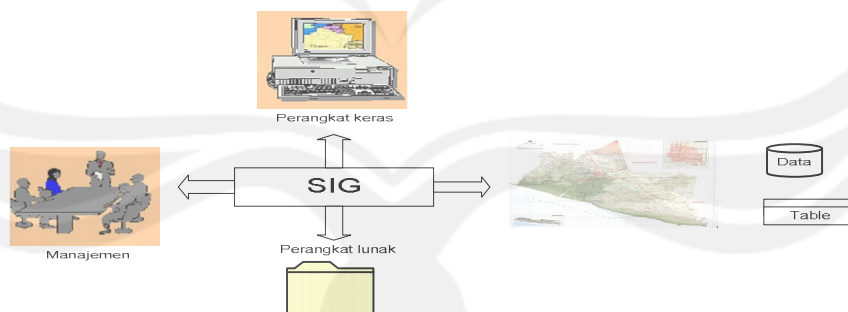 Perangkat keras
SIG
Data
Table
Manajemen
Perangkat lunak